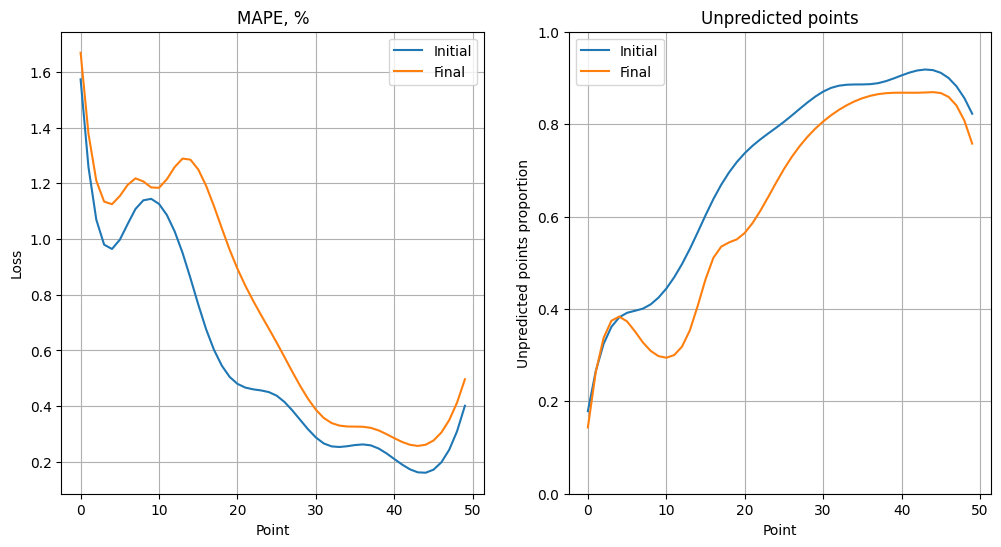 MAPE, %
Loss
1.6
1.4
1.2
1.0
0.8
0.6
0.4
0.2
0 10 20 30 40 50
Point
Initial
Final
Unpredicted points
Unpredicted points proportion
1.0
0.8
0.6
0.4
0.2
0.0
0 10 20 30 40 50
Point
Initial
Final